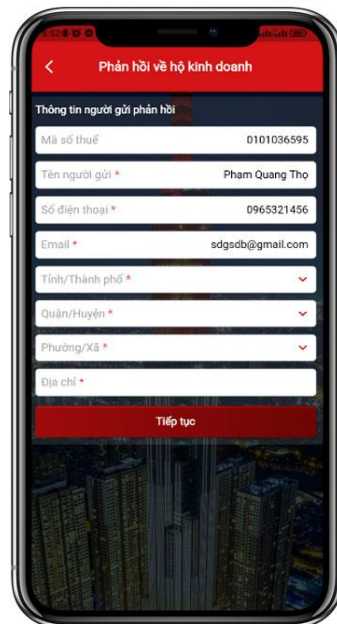 Phản hồi về hộ kinh doanh
Thông tin người gửi phản hồi
Mã số thuế 0101036595
Tên người gửi * Phạm Quang Thọ
Số điện thoại * 0965321456
Email * sdgsdb@gmail.com
Tỉnh/Thành phố *
Quận/Huyện *
Phường/Xã *
Địa chỉ *
Tiếp tục